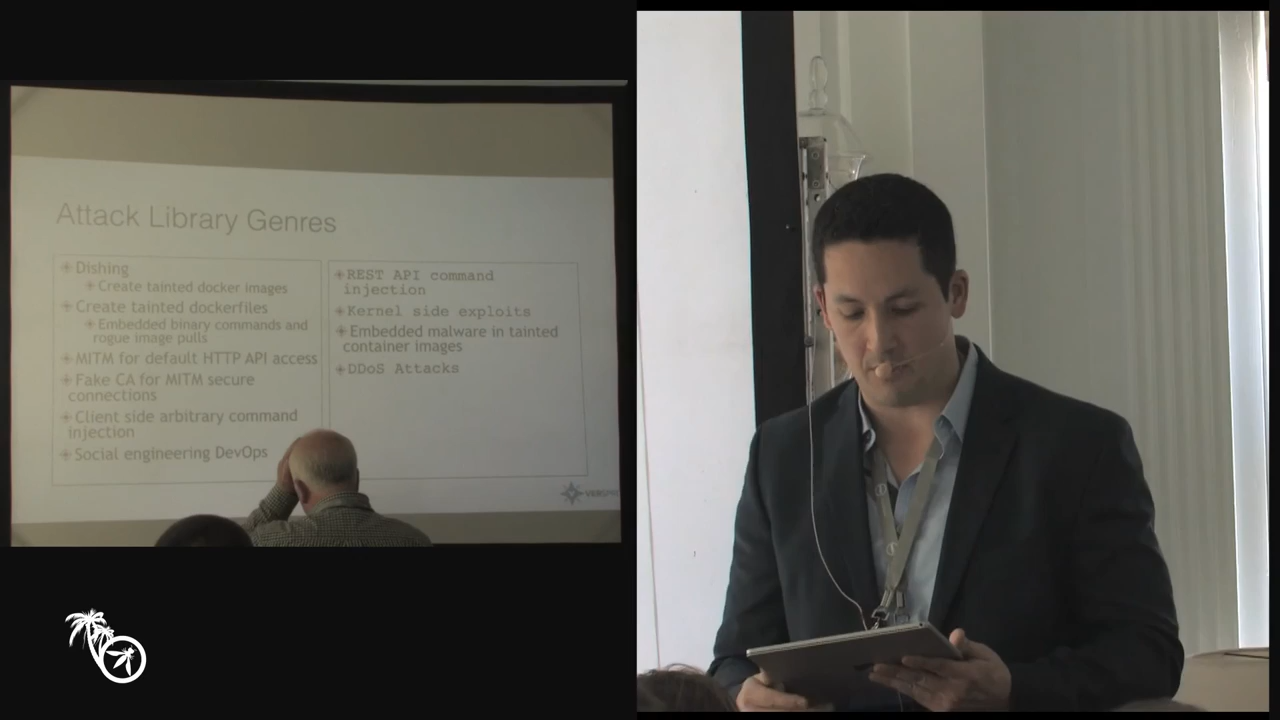 Attack Library Genres
Dishing
Create tainted docker images
Create tainted dockerfiles
Embedded binary commands and
rogue image pulls
MITM for default HTTP API access
Fake CA for MITM secure
connections
Client side arbitrary command
injection
Social engineering DevOps
REST API command
injection
Kernel side exploits
Embedded malware in tainted
container images
DDoS Attacks